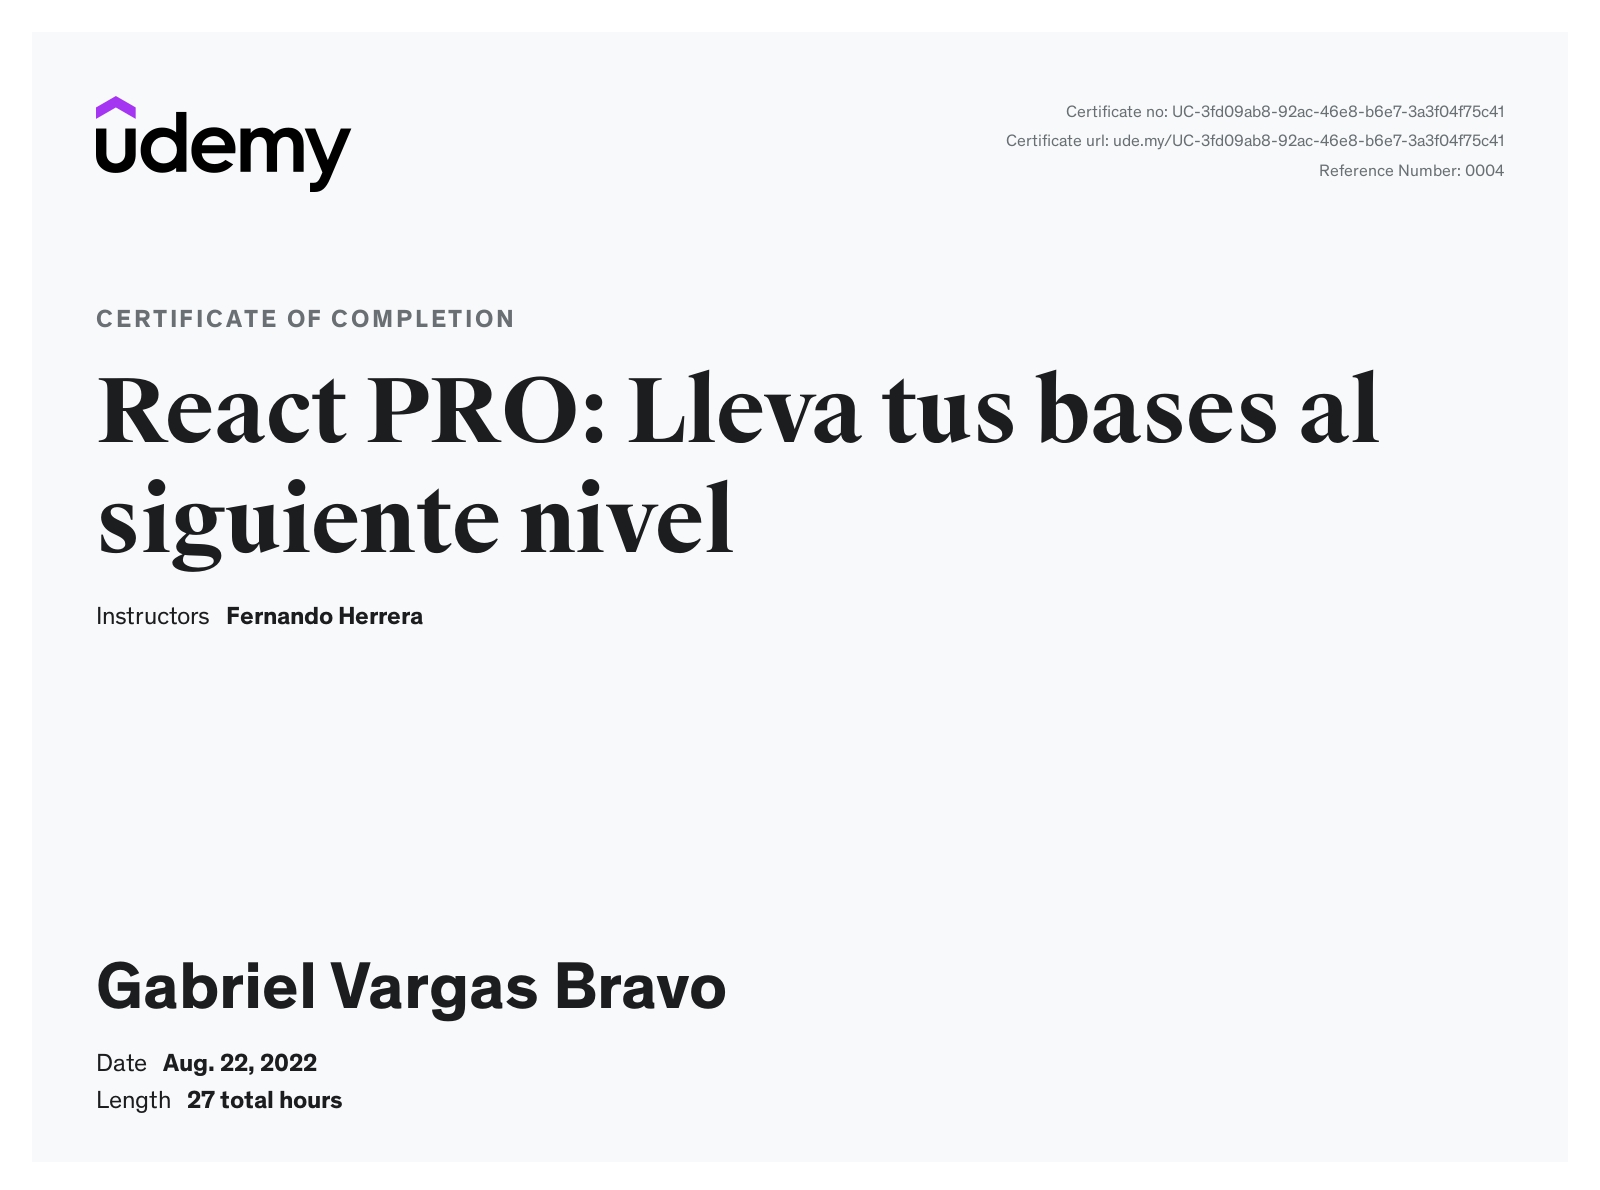 udemy
Certificate no: UC-3fd09ab8-92ac-46e8-b6e7-3a3f04f75c41
Certificate url: ude.my/UC-3fd09ab8-92ac-46e8-b6e7-3a3f04f75c41
Reference Number: 0004
CERTIFICATE OF COMPLETION
React PRO: Lleva tus bases al
siguiente nivel
Instructors Fernando Herrera
Gabriel Vargas Bravo
Date Aug. 22, 2022
Length 27 total hours